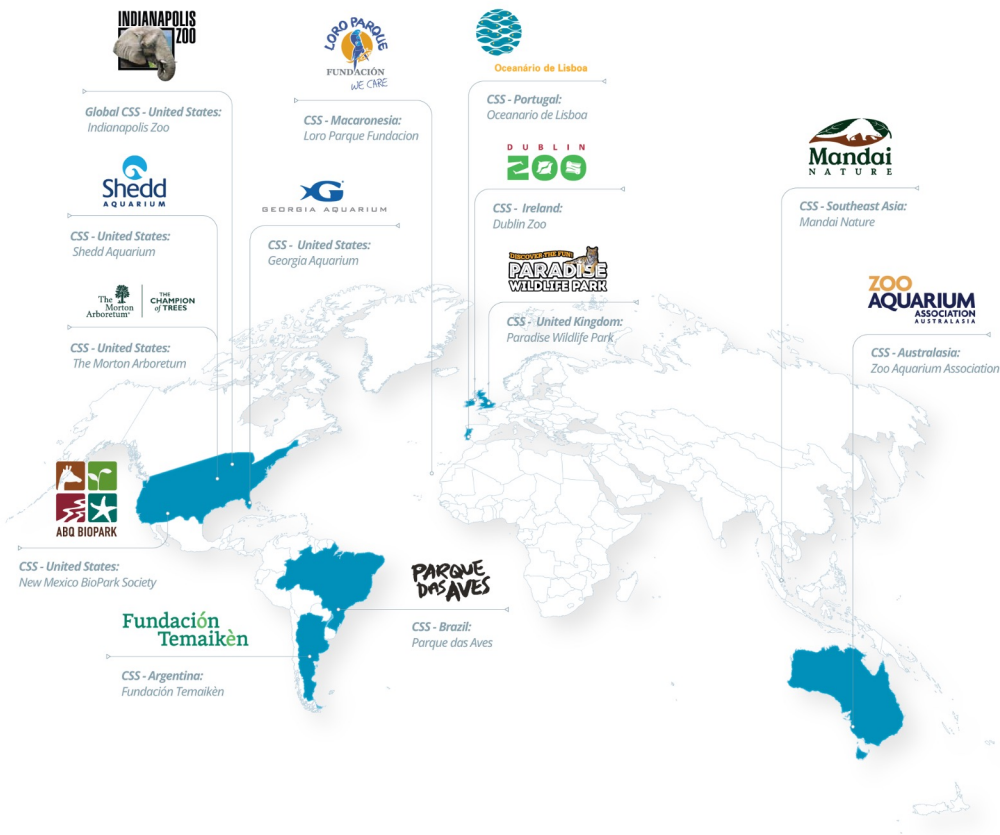 INDIANAPOLIS
ZOO
Global CSS - United States:
Indianapolis Zoo
LORO PARQUE
FUNDACIÓN
WE CARE
CSS - Macaronesia:
Loro Parque Fundacion
Oceanário de Lisboa
CSS - Portugal:
Oceanario de Lisboa
Shedd
AQUARIUM
CSS - United States:
Shedd Aquarium
GEORGIA AQUARIUM
CSS - United States:
Georgia Aquarium
DUBLIN
ZOO
CSS - Ireland:
Dublin Zoo
Mandai
NATURE
CSS - Southeast Asia:
Mandai Nature
The
Morton
Arboretum
THE
CHAMPION
of TREES
CSS - United States:
The Morton Arboretum
DISCOVER THE FUN!
PARADISE
WILDLIFE PARK
CSS - United Kingdom:
Paradise Wildlife Park
ZOO
AQUARIUM
ASSOCIATION
AUSTRALASIA
CSS - Australasia:
Zoo Aquarium Association
ABQ BIOPARK
CSS - United States:
New Mexico BioPark Society
PARQUE
DAS AVES
CSS - Brazil:
Parque das Aves
Fundación
Temaikèn
CSS - Argentina:
Fundación Temaikèn